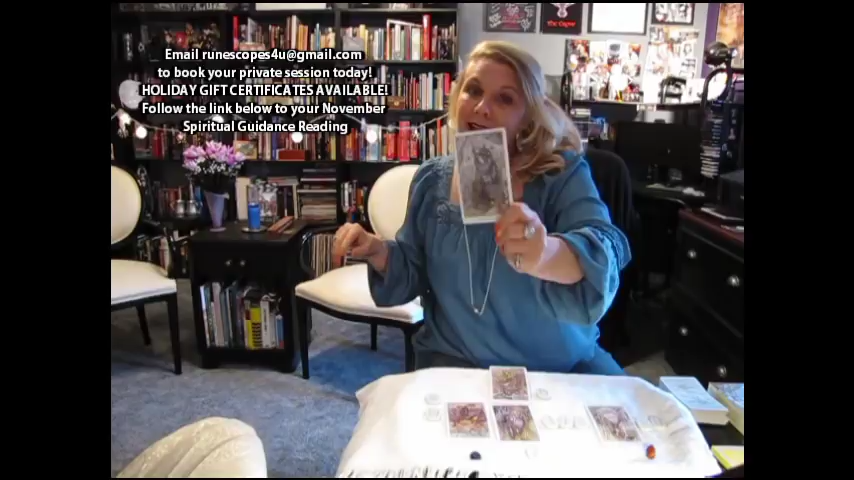 Email runescopes4u@gmail.com
to book your private session today!
HOLIDAY GIFT CERTIFICATES AVAILABLE!
Follow the link below to your November
Spiritual Guidance Reading